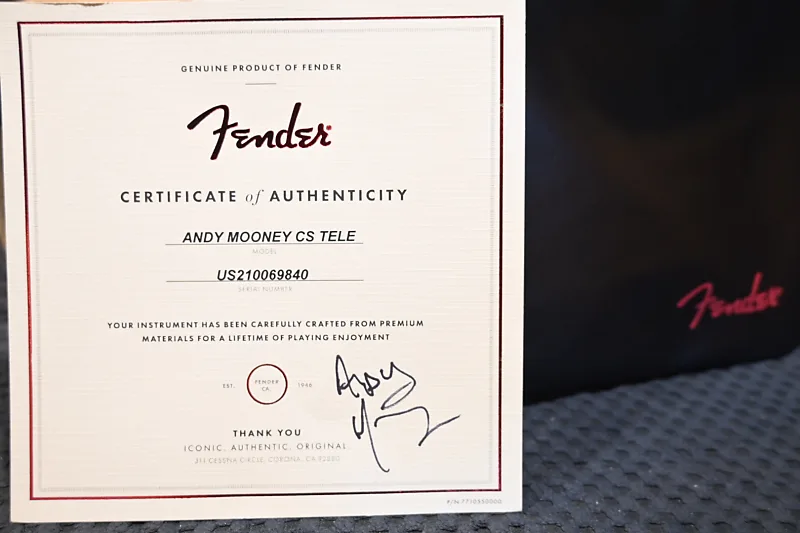 GENUINE PRODUCT OF FENDER
Fender
CERTIFICATE of AUTHENTICITY
ANDY MOONEY CS TELE
MODEL
US210069840
SERIAL NUMBER
YOUR INSTRUMENT HAS BEEN CAREFULLY CRAFTED FROM PREMIUM
MATERIALS FOR A LIFETIME OF PLAYING ENJOYMENT
EST.
FENDER
CA.
1946
Andy
THANK YOU
ICONIC. AUTHENTIC. ORIGINAL.
311 CESSNA CIRCLE, CORONA, CA 92880
P/N 7710950000
Fender